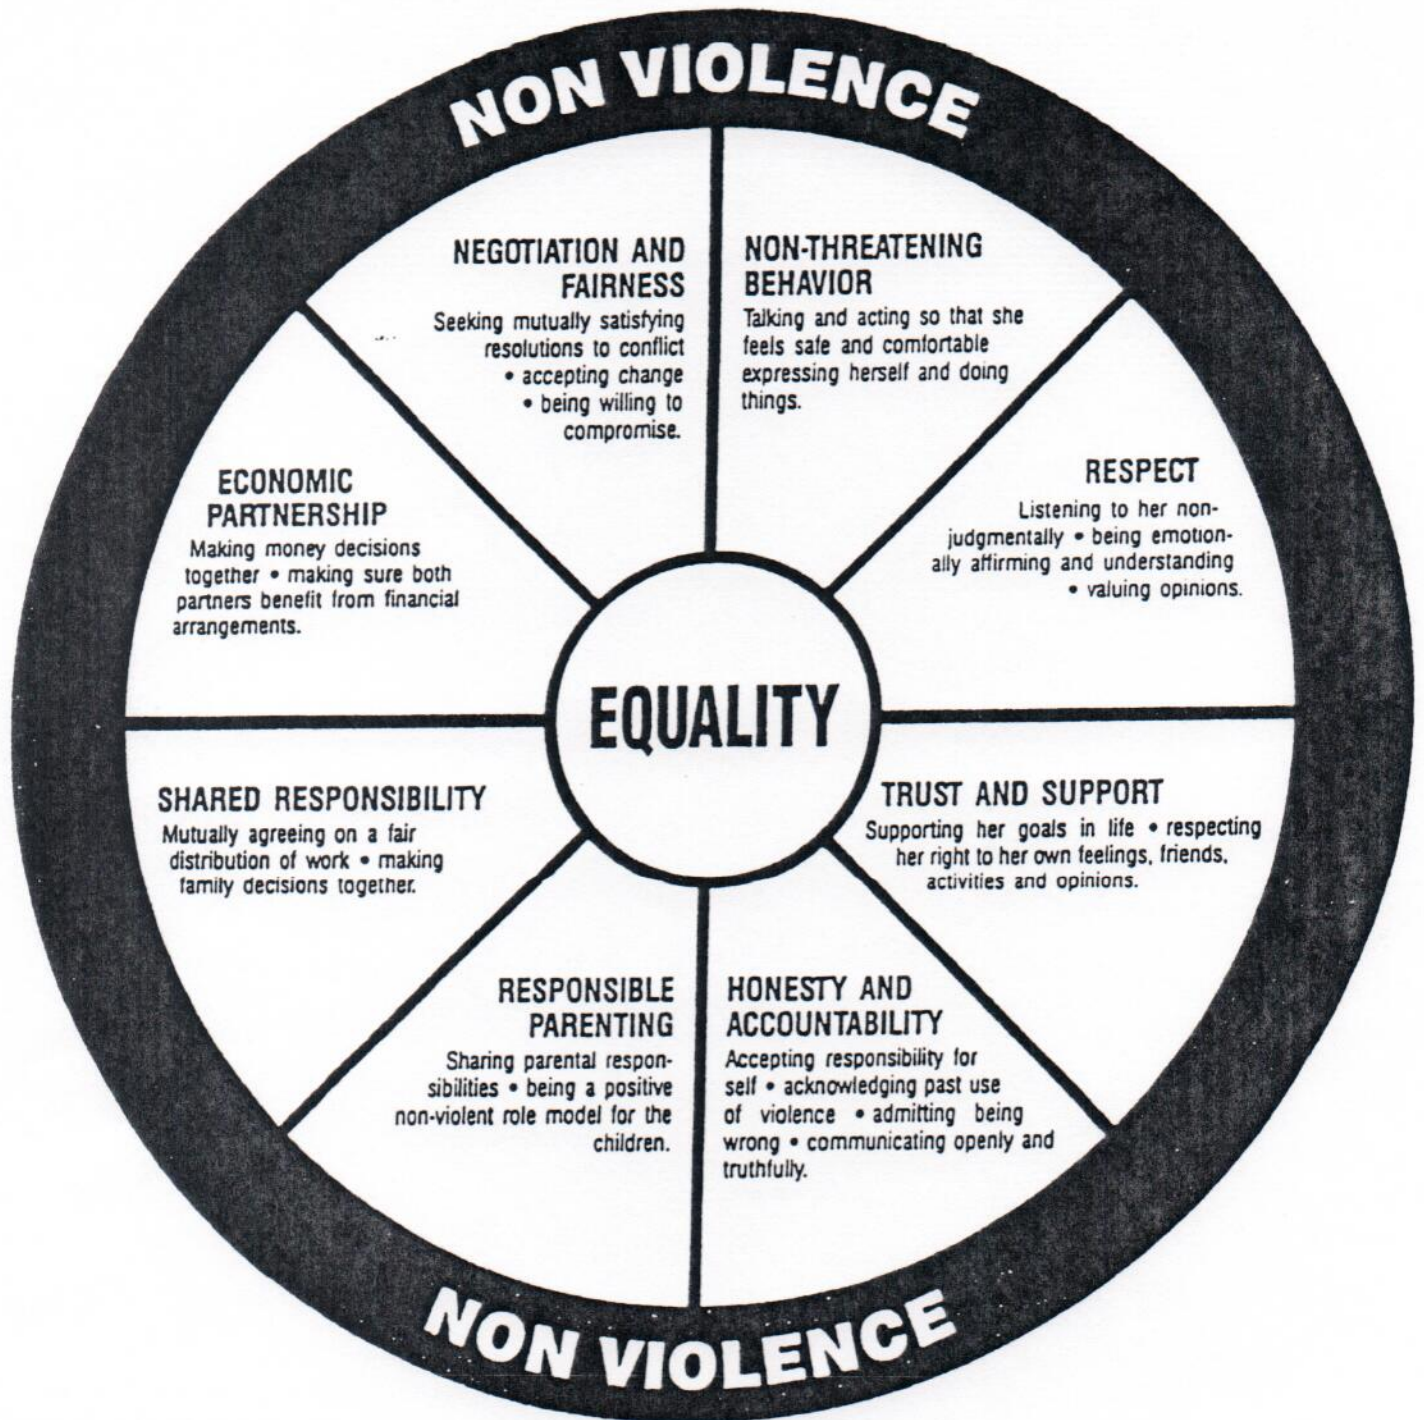 NON VIOLENCE
NEGOTIATION AND
FAIRNESS
Seeking mutually satisfying
resolutions to conflict
• accepting change
• being willing to
compromise.
NON-THREATENING
BEHAVIOR
Talking and acting so that she
feels safe and comfortable
expressing herself and doing
things.
RESPECT
Listening to her non-
judgmentally • being emotion-
ally affirming and understanding
• valuing opinions.
TRUST AND SUPPORT
Supporting her goals in life • respecting
her right to her own feelings, friends,
activities and opinions.
HONESTY AND
ACCOUNTABILITY
Accepting responsibility for
self • acknowledging past use
of violence • admitting being
wrong • communicating openly and
truthfully.
RESPONSIBLE
PARENTING
Sharing parental respon-
sibilities • being a positive
non-violent role model for the
children.
SHARED RESPONSIBILITY
Mutually agreeing on a fair
distribution of work • making
family decisions together.
ECONOMIC
PARTNERSHIP
Making money decisions
together • making sure both
partners benefit from financial
arrangements.
EQUALITY
NON VIOLENCE